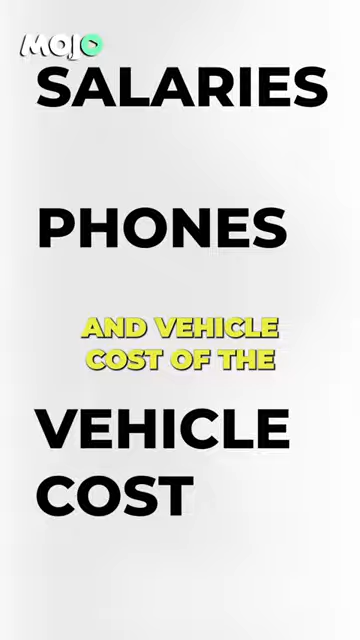 MOJO
SALARIES
PHONES
AND VEHICLE
COST OF THE
VEHICLE
COST